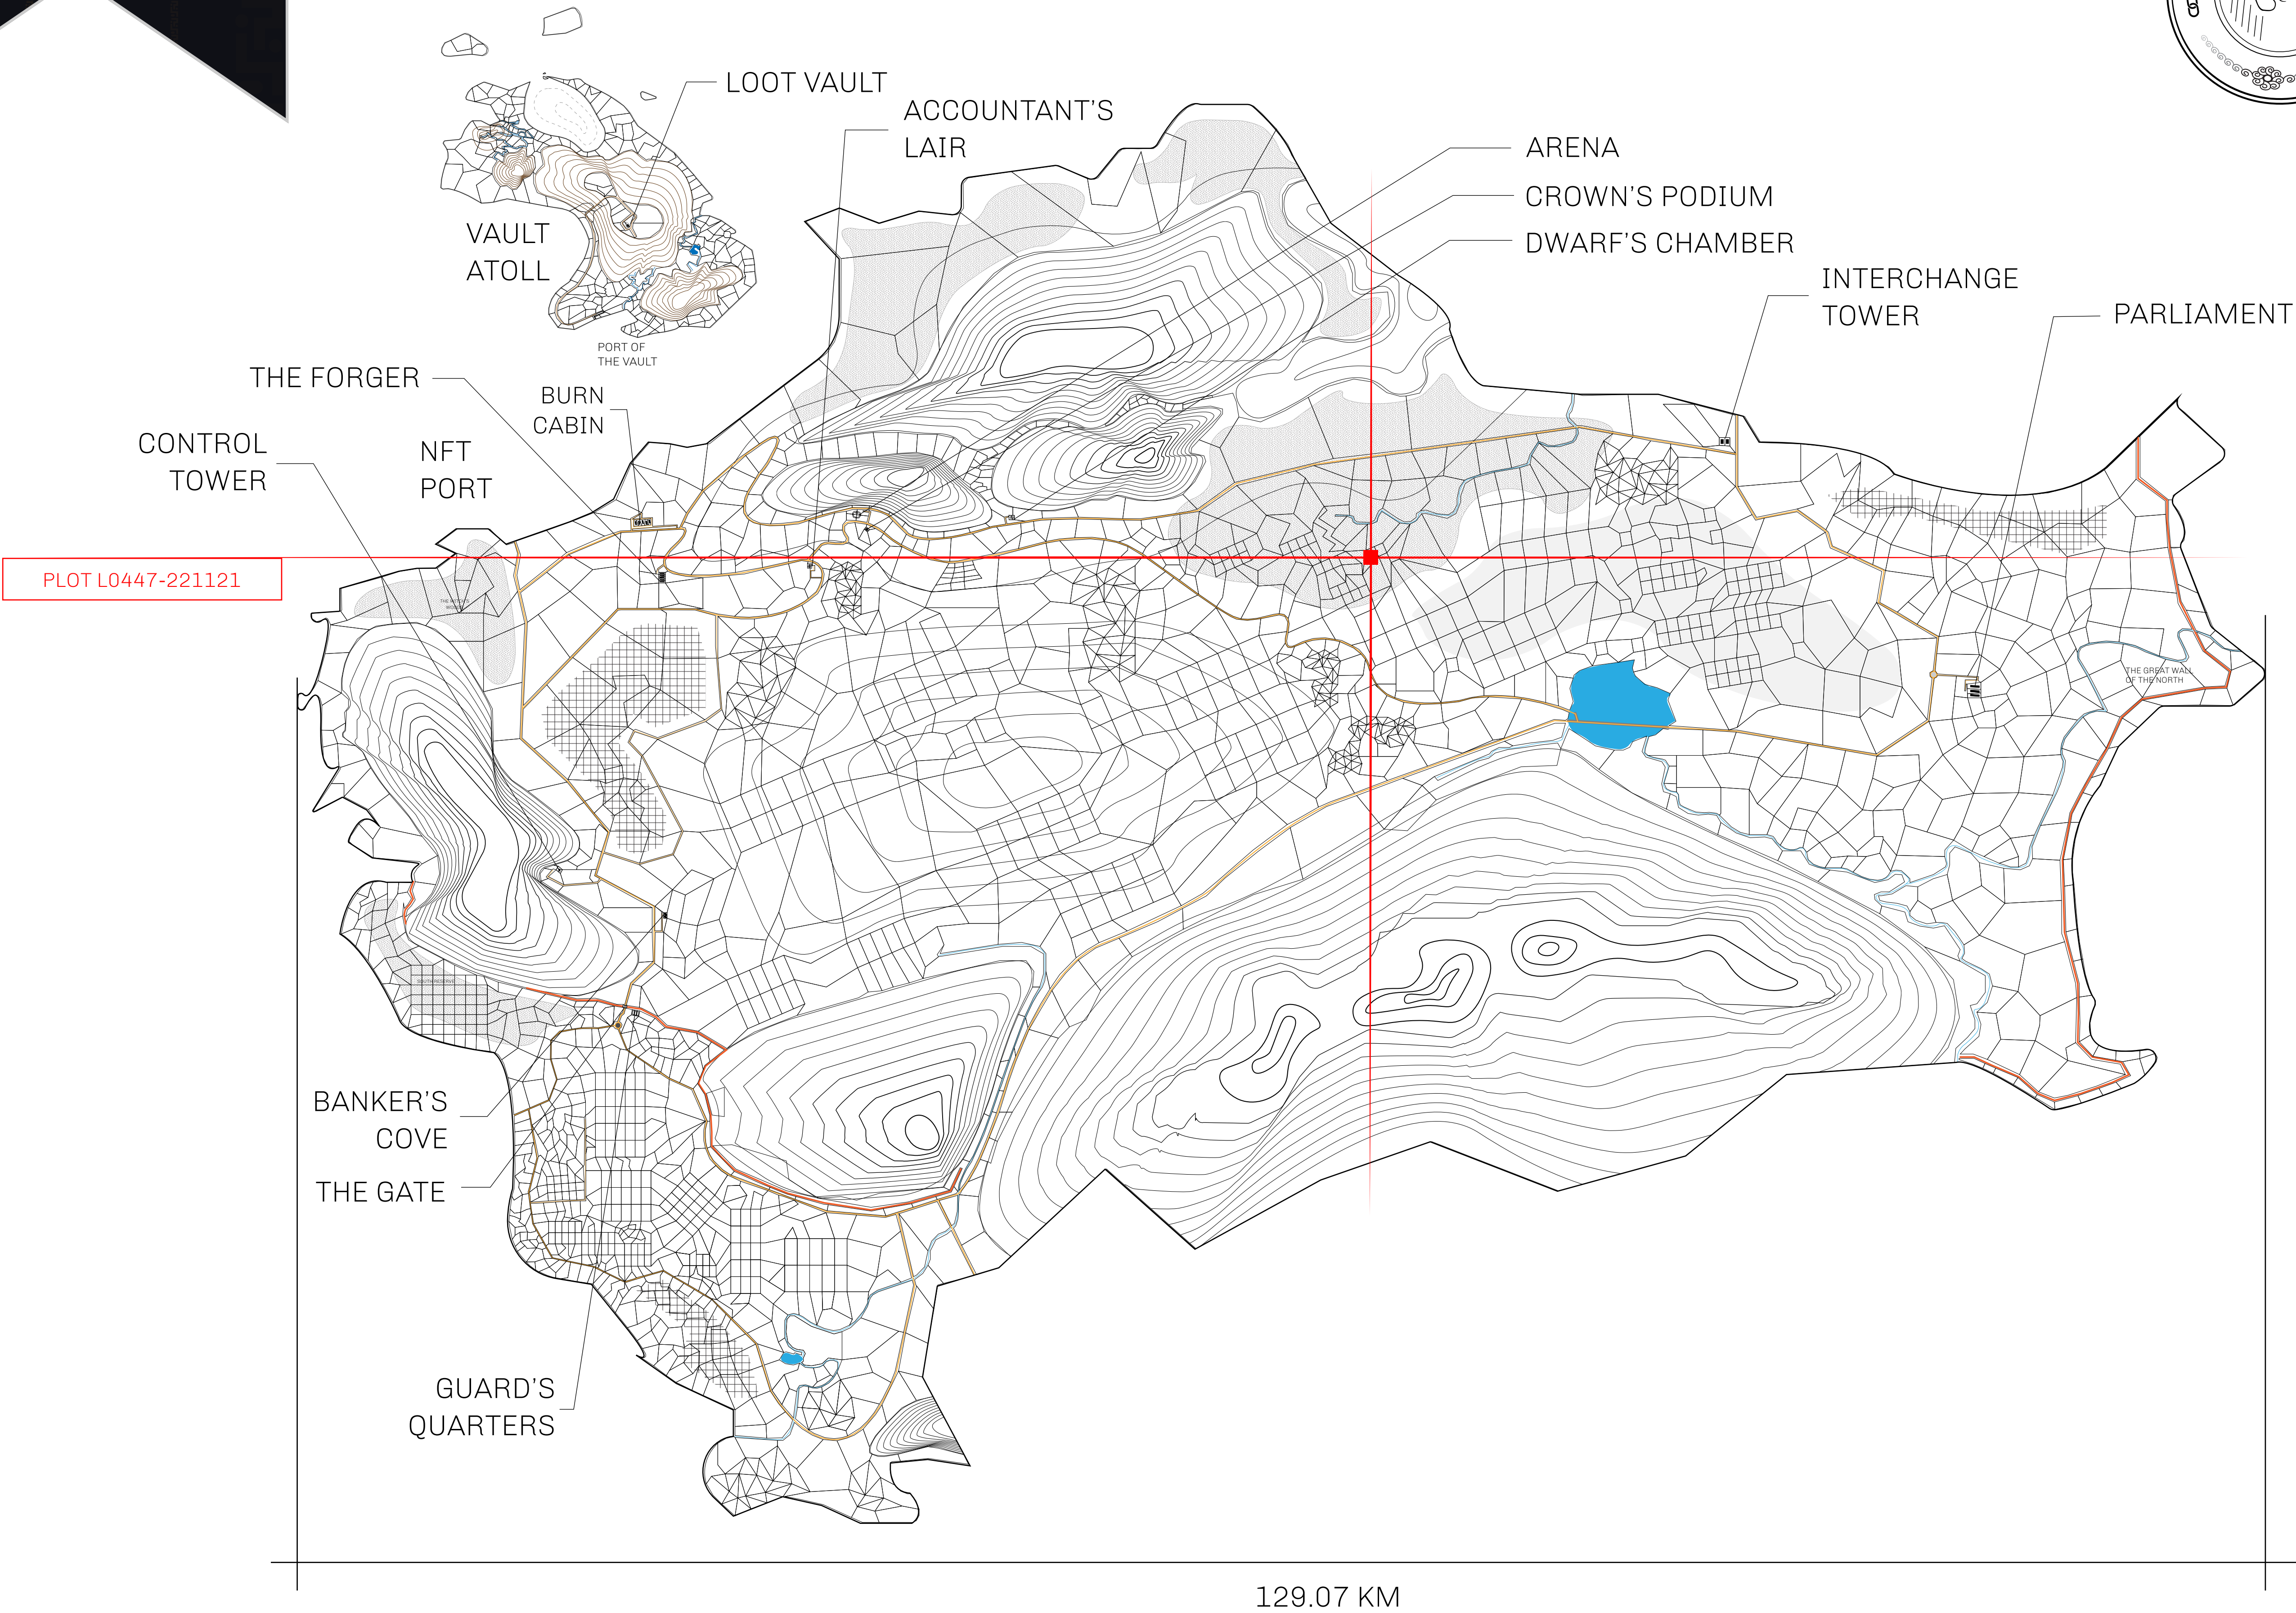 LOOT VAULT
ACCOUNTANT'S
LAIR
ARENA
CROWN'S PODIUM
DWARF'S CHAMBER
INTERCHANGE
TOWER
PARLIAMENT
VAULT
ATOLL
PORT OF
THE VAULT
THE FORGER
BURN
CABIN
CONTROL
TOWER
NFT
PORT
PLOT L0447-221121
THE GREAT WALL
OF THE NORTH
SOUTH RESERVE
BANKER'S
COVE
THE GATE
GUARD'S
QUARTERS
129.07 KM